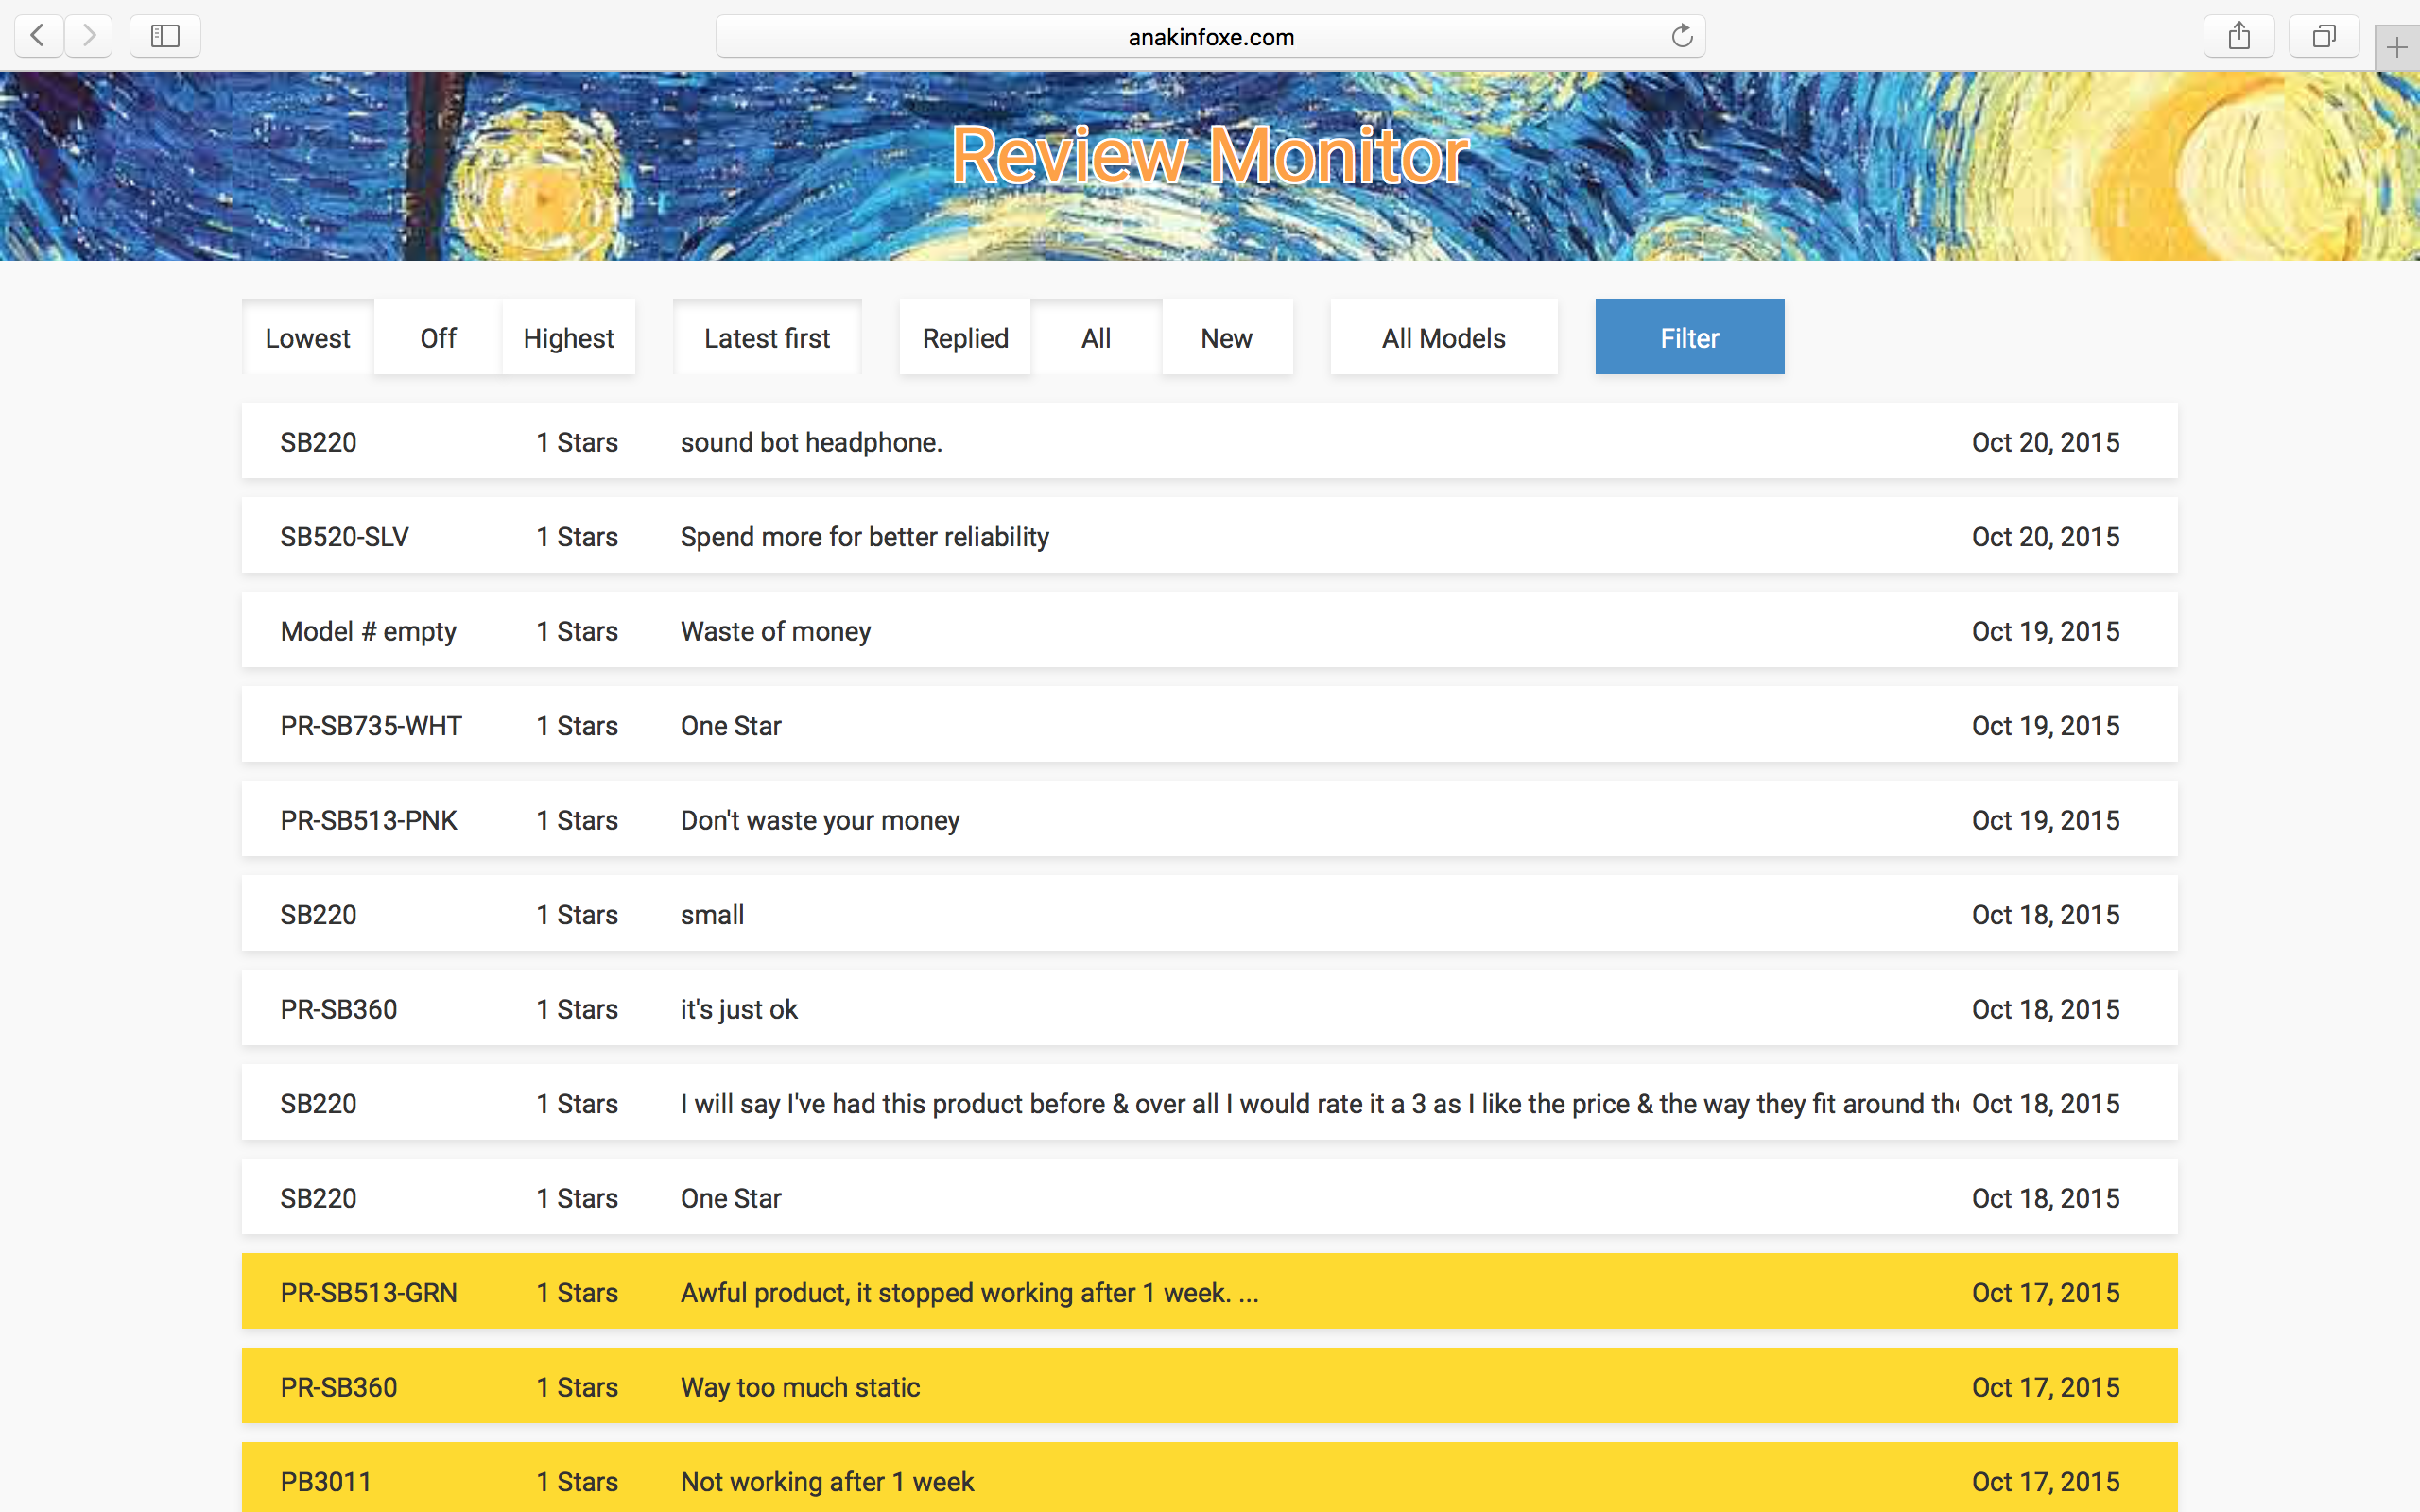 anakinfoxe.com
Review Monitor
Lowest Off Highest Latest first Replied All New All Models Filter
SB220 1 Stars sound bot headphone. Oct 20, 2015
SB520-SLV 1 Stars Spend more for better reliability Oct 20, 2015
Model # empty 1 Stars Waste of money Oct 19, 2015
PR-SB735-WHT 1 Stars One Star Oct 19, 2015
PR-SB513-PNK 1 Stars Don't waste your money Oct 19, 2015
SB220 1 Stars small Oct 18, 2015
PR-SB360 1 Stars it's just ok Oct 18, 2015
SB220 1 Stars I will say I've had this product before & over all I would rate it a 3 as I like the price & the way they fit around Oct 18, 2015
SB220 1 Stars One Star Oct 18, 2015
PR-SB513-GRN 1 Stars Awful product, it stopped working after 1 week. ... Oct 17, 2015
PR-SB360 1 Stars Way too much static Oct 17, 2015
PB3011 1 Stars Not working after 1 week Oct 17, 2015